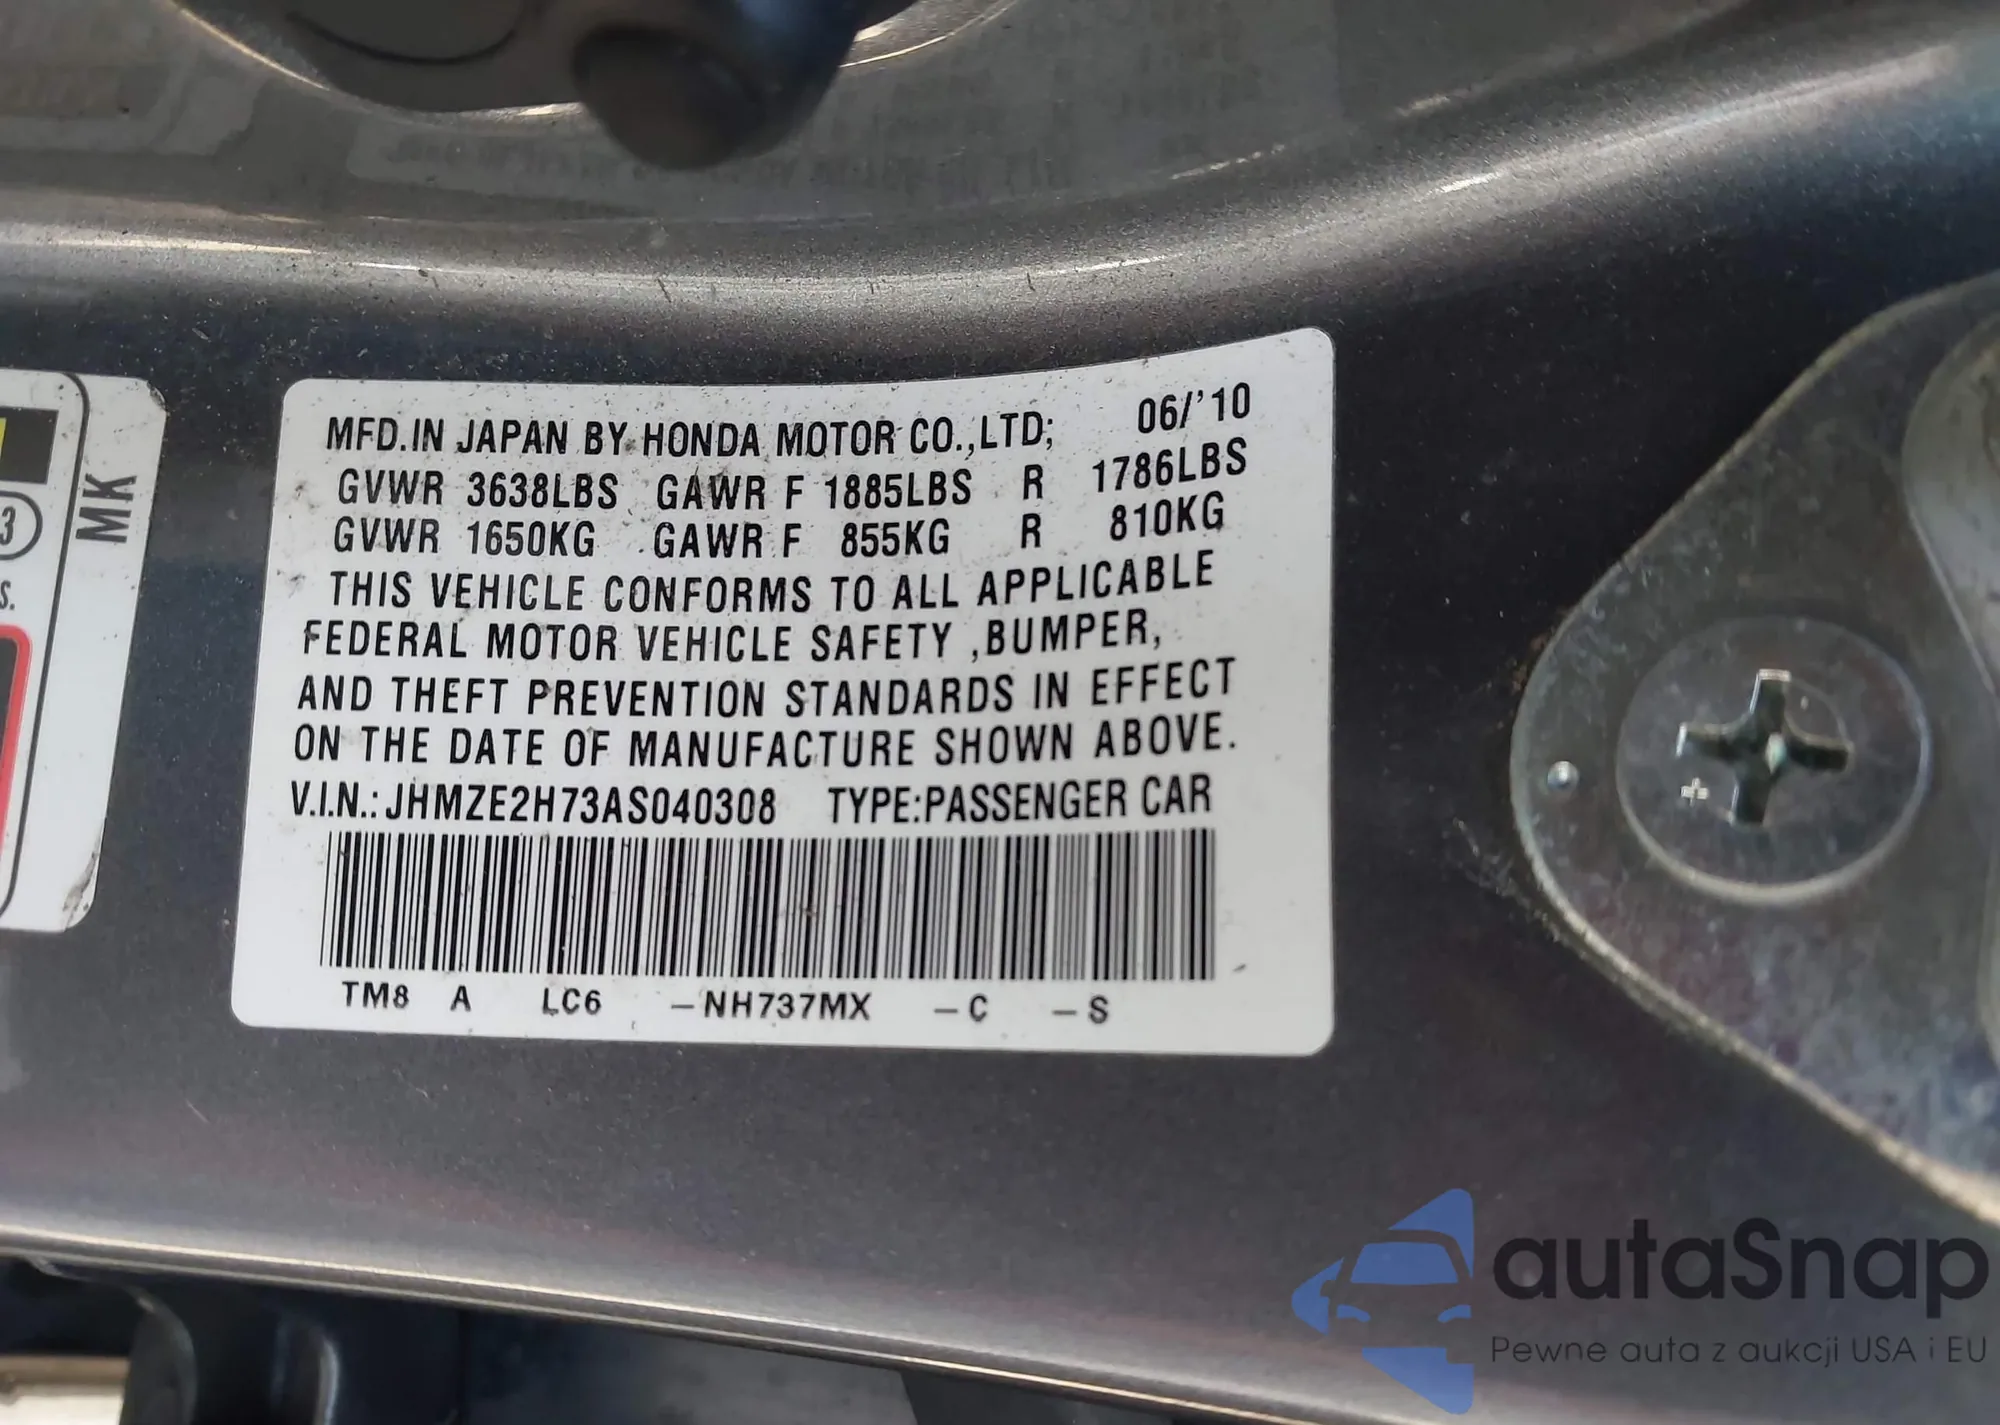 MFD.IN JAPAN BY HONDA MOTOR CO.,LTD; 06/'10
GVWR 3638LBS GAWR F 1885LBS R 1786LBS
GVWR 1650KG GAWR F 855KG R 810KG
THIS VEHICLE CONFORMS TO ALL APPLICABLE
FEDERAL MOTOR VEHICLE SAFETY ,BUMPER,
AND THEFT PREVENTION STANDARDS IN EFFECT
ON THE DATE OF MANUFACTURE SHOWN ABOVE.
V.I.N.: JHMZE2H73AS040308 TYPE:PASSENGER CAR
TM8 A LC6 -NH737MX -C -S
MK
3
S.
autaSnap
Pewne auta z aukcji USA i EU